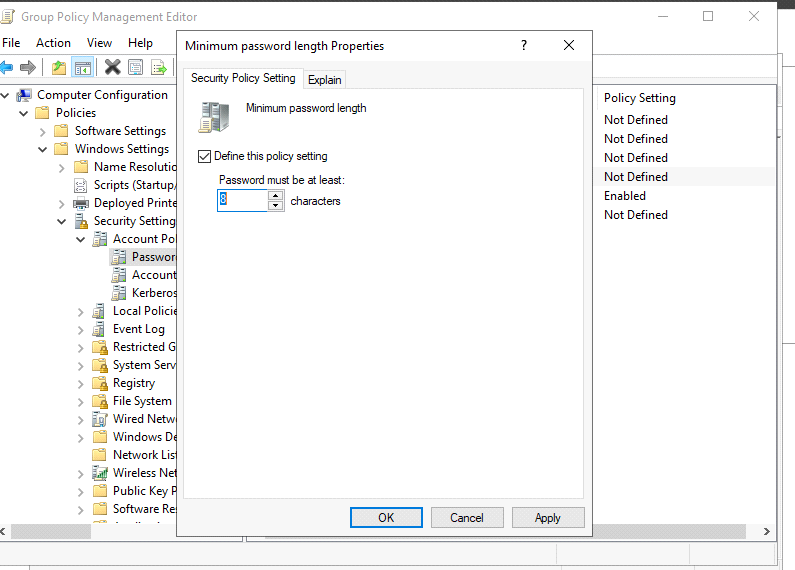 Group Policy Management Editor
File Action View Help
Minimum password length Properties
?
Security Policy Setting Explain
Minimum password length
Define this policy setting
Password must be at least:
8 characters
OK Cancel Apply
Computer Configuration
Policies
Software Settings
Windows Settings
Name Resolutio
Scripts (Startup/
Deployed Printe
Security Setting
Account Pol
Passwor
Account
Kerberos
Local Policie
Event Log
Restricted G
System Serv
Registry
File System
Wired Netw
Windows De
Network List
Wireless Net
Public Key P
Software Res
Policy Setting
Not Defined
Not Defined
Not Defined
Not Defined
Enabled
Not Defined